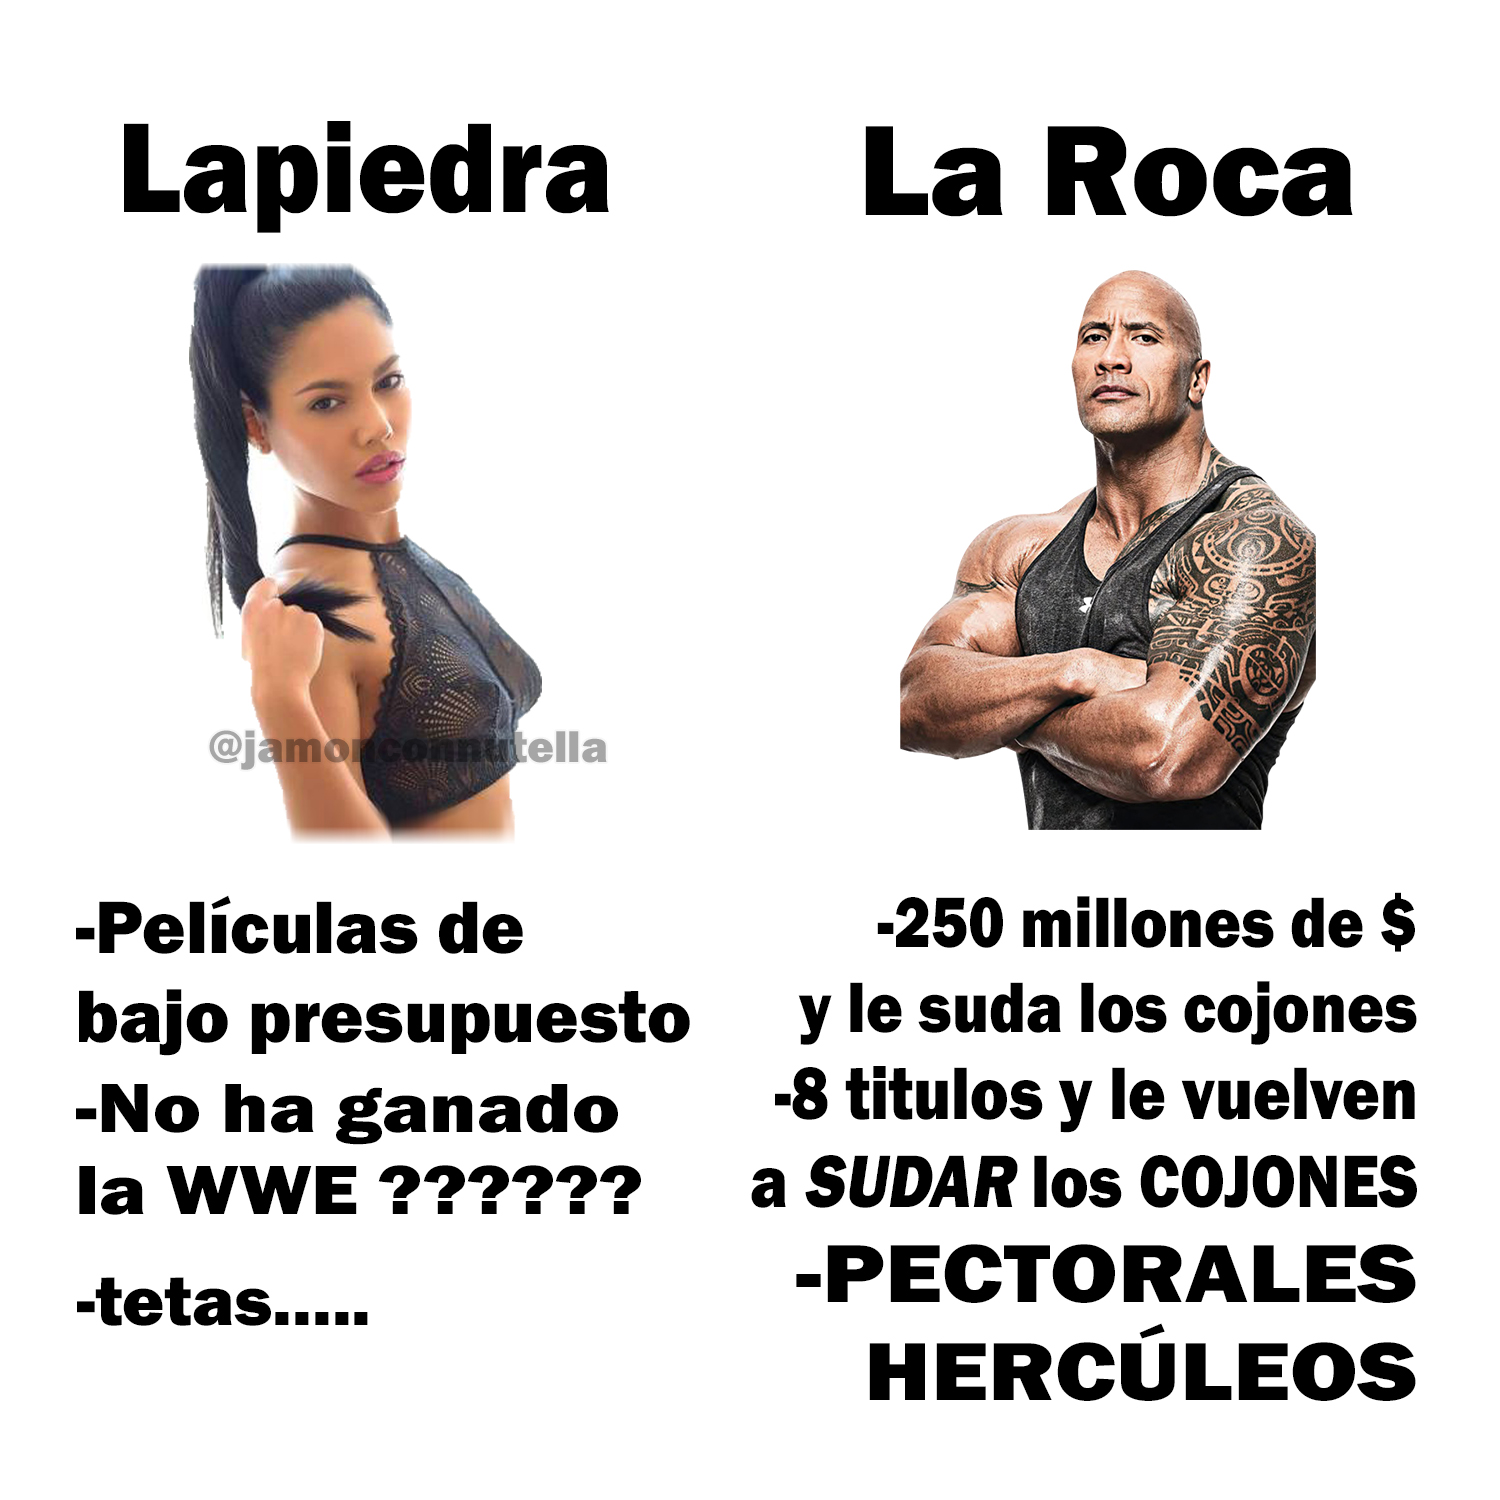 Lapiedra
La Roca
@jamonconnutella
-Películas de
bajo presupuesto
-No ha ganado
la WWE ??????
-tetas.....
-250 millones de $
y le suda los cojones
-8 titulos y le vuelven
a SUDAR los COJONES
-PECTORALES
HERCÚLEOS